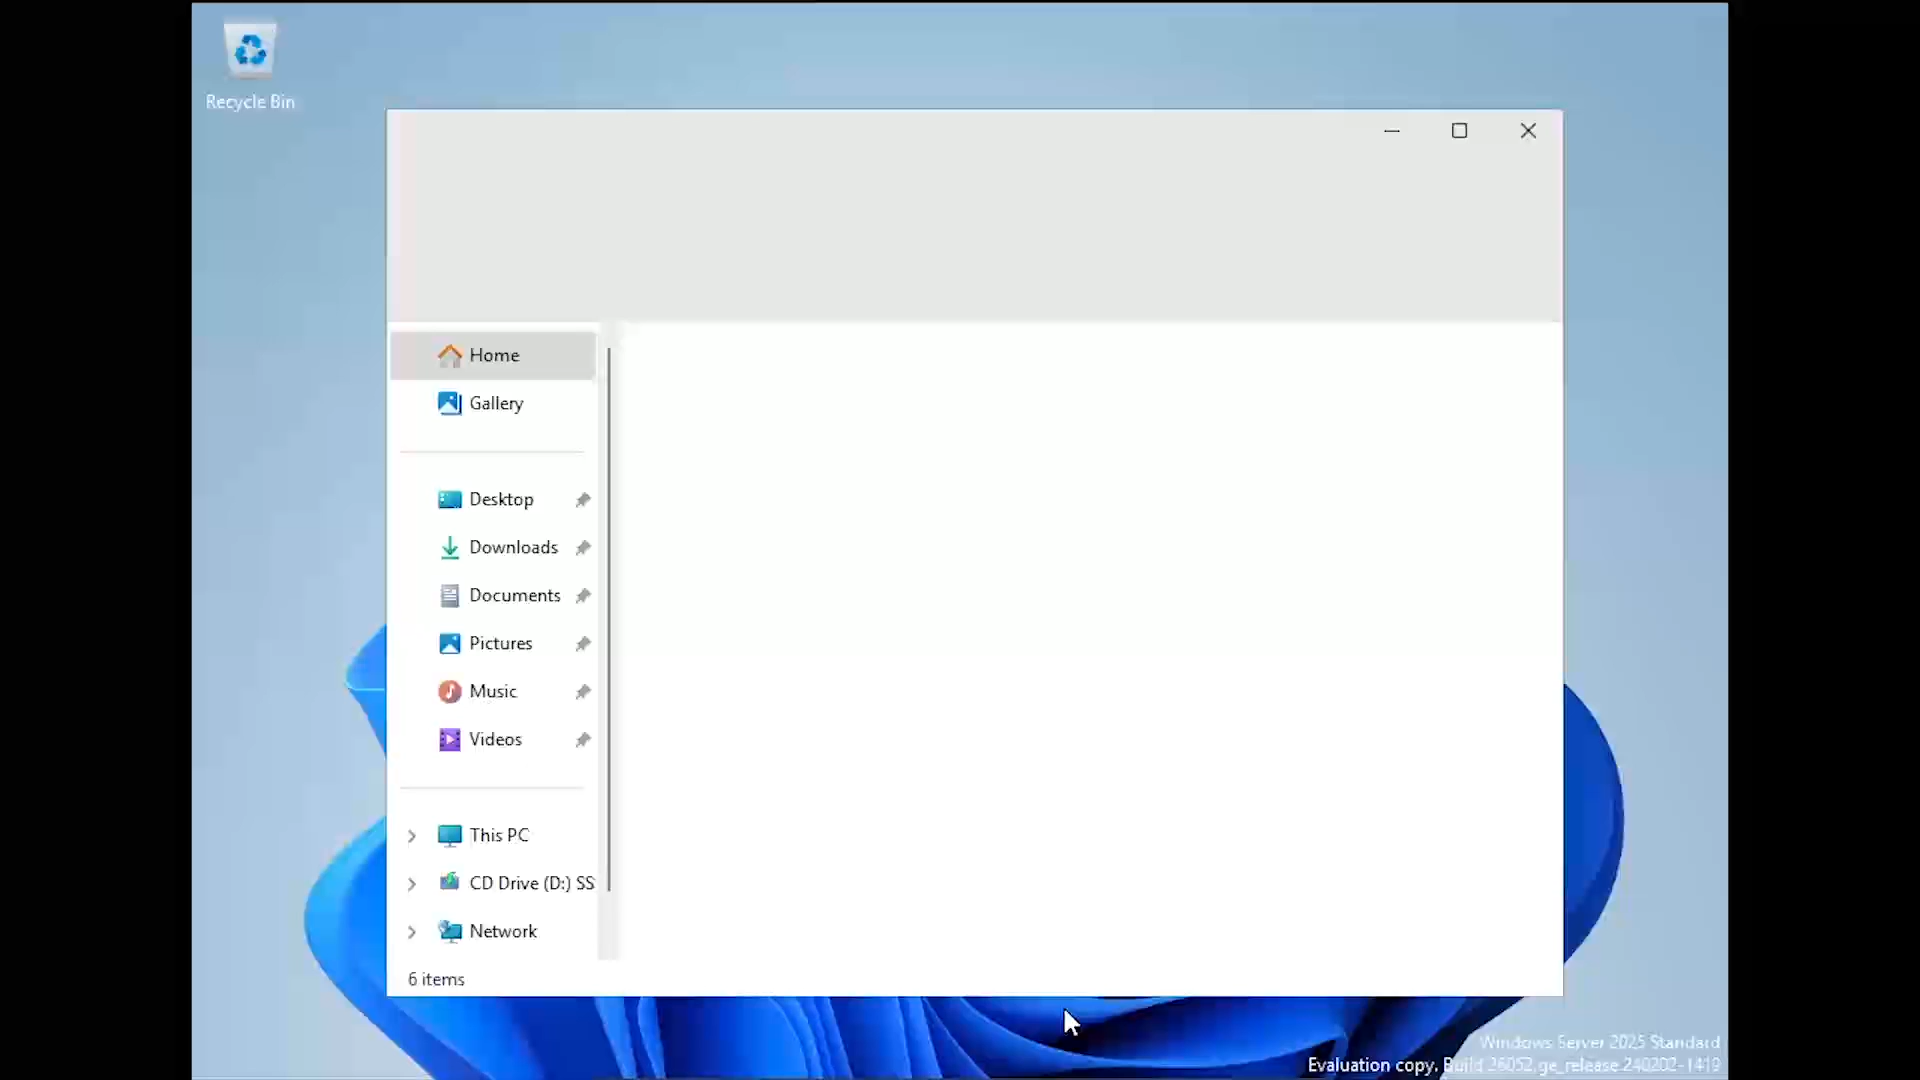 Recycle Bin
Home
Gallery
Desktop
Downloads
Documents
Pictures
Music
Videos
This PC
CD Drive (D:) SS
Network
6 items
Windows Server 2025 Standard
Evaluation copy. Build 26052.ge_release.240202-1419